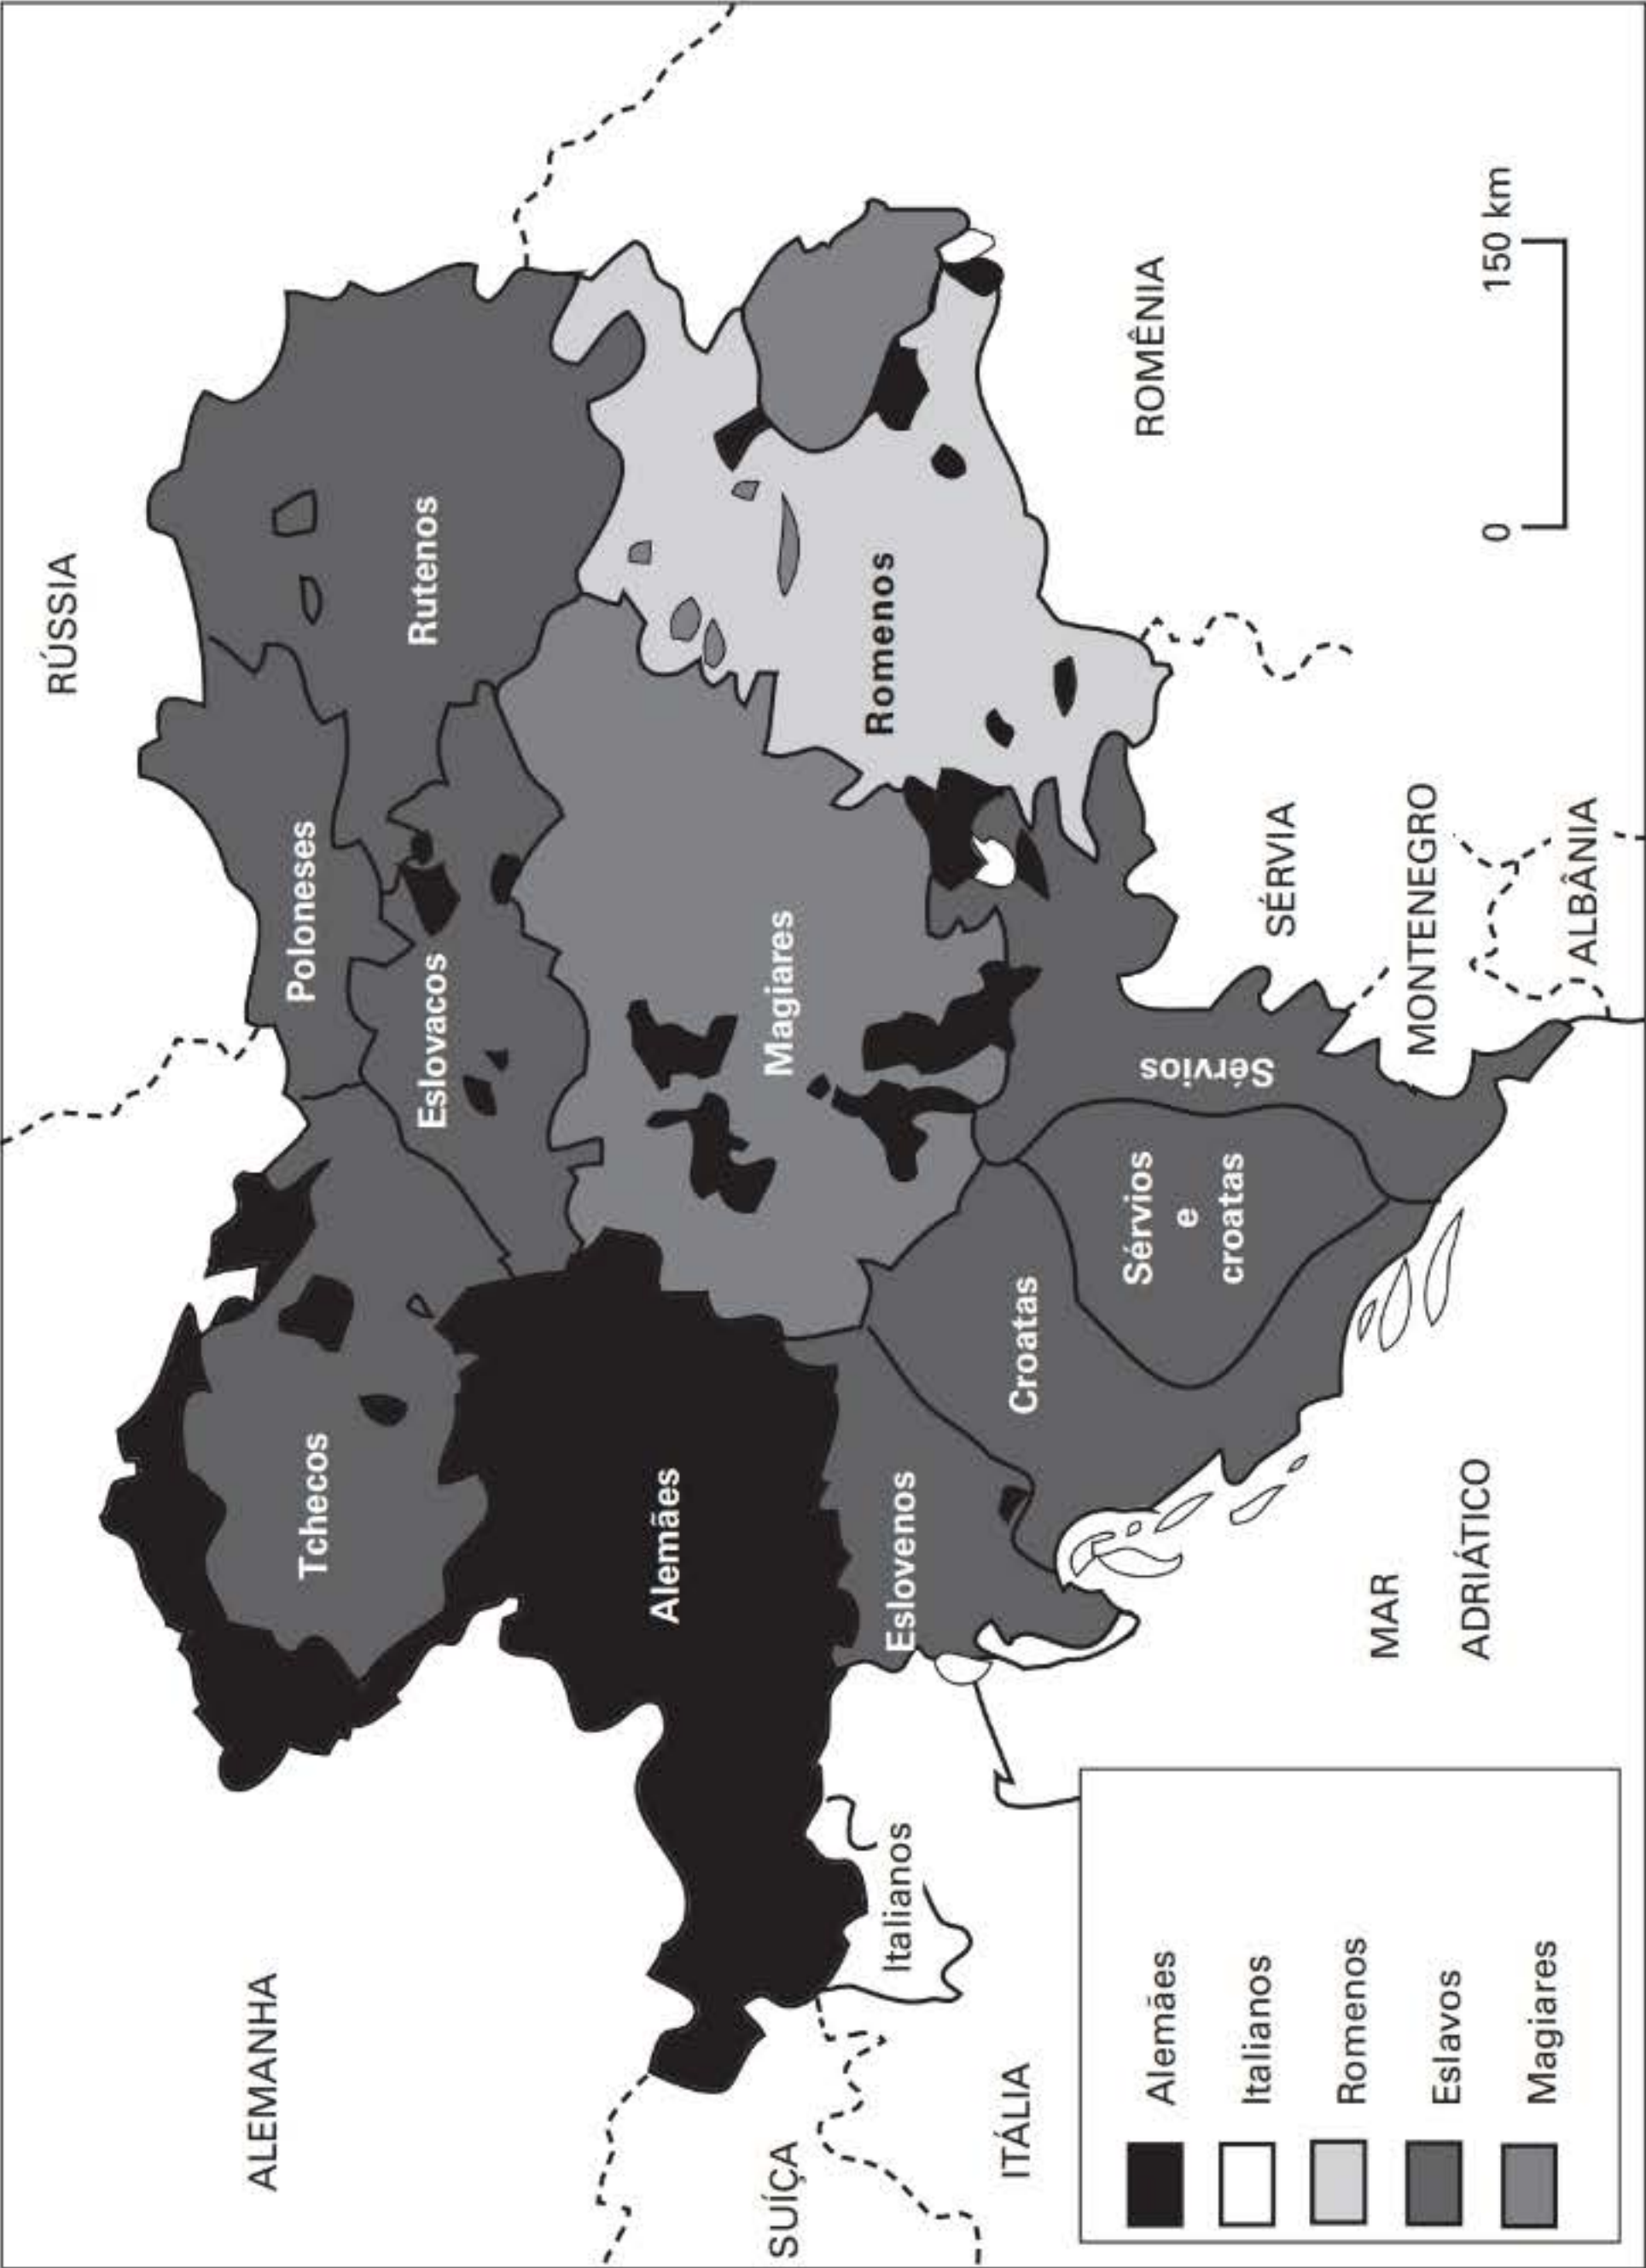 RÚSSIA
ALEMANHA
Poloneses
Rutenos
Tchecos
Eslovacos
Alemães
SUÍÇA
Magiares
Romenos
Italianos
Eslovenos
ITÁLIA
Croatas
Sérvios
e
croatas
Sérvios
ROMÊNIA
SÉRVIA
MONTENEGRO
ALBÂNIA
MAR
ADRIÁTICO
Alemães
Italianos
Romenos
Eslavos
Magiares
0 150 km